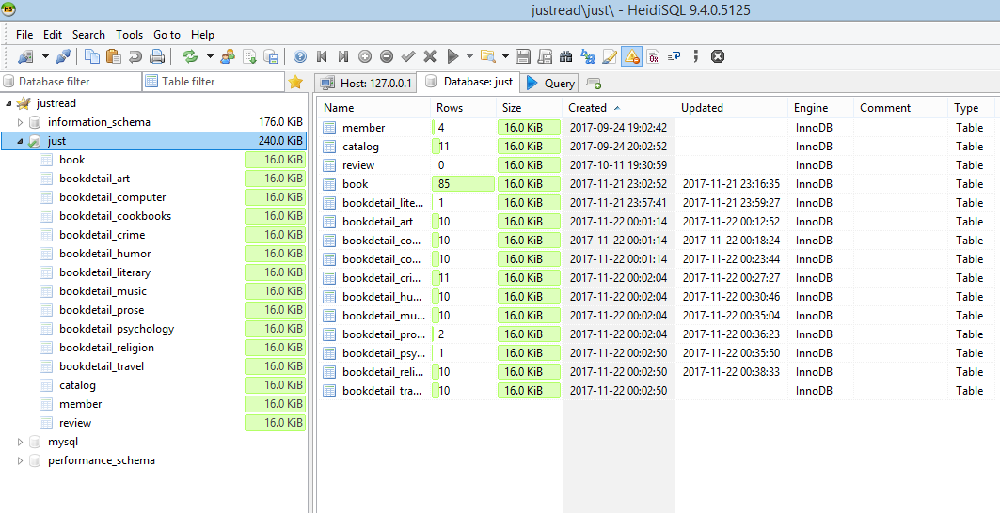 HS
justread\just\ - HeidiSQL 9.4.0.5125
File Edit Search Tools Go to Help
Database filter Table filter Host: 127.0.0.1 Database: just Query
justread
information_schema 176.0 KiB
just 240.0 KiB
book 16.0 KiB
bookdetail_art 16.0 KiB
bookdetail_computer 16.0 KiB
bookdetail_cookbooks 16.0 KiB
bookdetail_crime 16.0 KiB
bookdetail_humor 16.0 KiB
bookdetail_literary 16.0 KiB
bookdetail_music 16.0 KiB
bookdetail_prose 16.0 KiB
bookdetail_psychology 16.0 KiB
bookdetail_religion 16.0 KiB
bookdetail_travel 16.0 KiB
catalog 16.0 KiB
member 16.0 KiB
review 16.0 KiB
mysql
performance_schema
Name Rows Size Created Updated Engine Comment Type
member 4 16.0 KiB 2017-09-24 19:02:42 InnoDB Table
catalog 11 16.0 KiB 2017-09-24 20:02:52 InnoDB Table
review 0 16.0 KiB 2017-10-11 19:30:59 InnoDB Table
book 85 16.0 KiB 2017-11-21 23:02:52 2017-11-21 23:16:35 InnoDB Table
bookdetail_lite... 1 16.0 KiB 2017-11-21 23:57:41 2017-11-21 23:59:27 InnoDB Table
bookdetail_art 10 16.0 KiB 2017-11-22 00:01:14 2017-11-22 00:12:52 InnoDB Table
bookdetail_co... 10 16.0 KiB 2017-11-22 00:01:14 2017-11-22 00:18:24 InnoDB Table
bookdetail_co... 10 16.0 KiB 2017-11-22 00:01:14 2017-11-22 00:23:44 InnoDB Table
bookdetail_cri... 11 16.0 KiB 2017-11-22 00:02:04 2017-11-22 00:27:27 InnoDB Table
bookdetail_hu... 10 16.0 KiB 2017-11-22 00:02:04 2017-11-22 00:30:46 InnoDB Table
bookdetail_mu... 10 16.0 KiB 2017-11-22 00:02:04 2017-11-22 00:35:04 InnoDB Table
bookdetail_pro... 2 16.0 KiB 2017-11-22 00:02:04 2017-11-22 00:36:23 InnoDB Table
bookdetail_psy... 1 16.0 KiB 2017-11-22 00:02:50 2017-11-22 00:35:50 InnoDB Table
bookdetail_reli... 10 16.0 KiB 2017-11-22 00:02:50 2017-11-22 00:38:33 InnoDB Table
bookdetail_tra... 10 16.0 KiB 2017-11-22 00:02:50 InnoDB Table